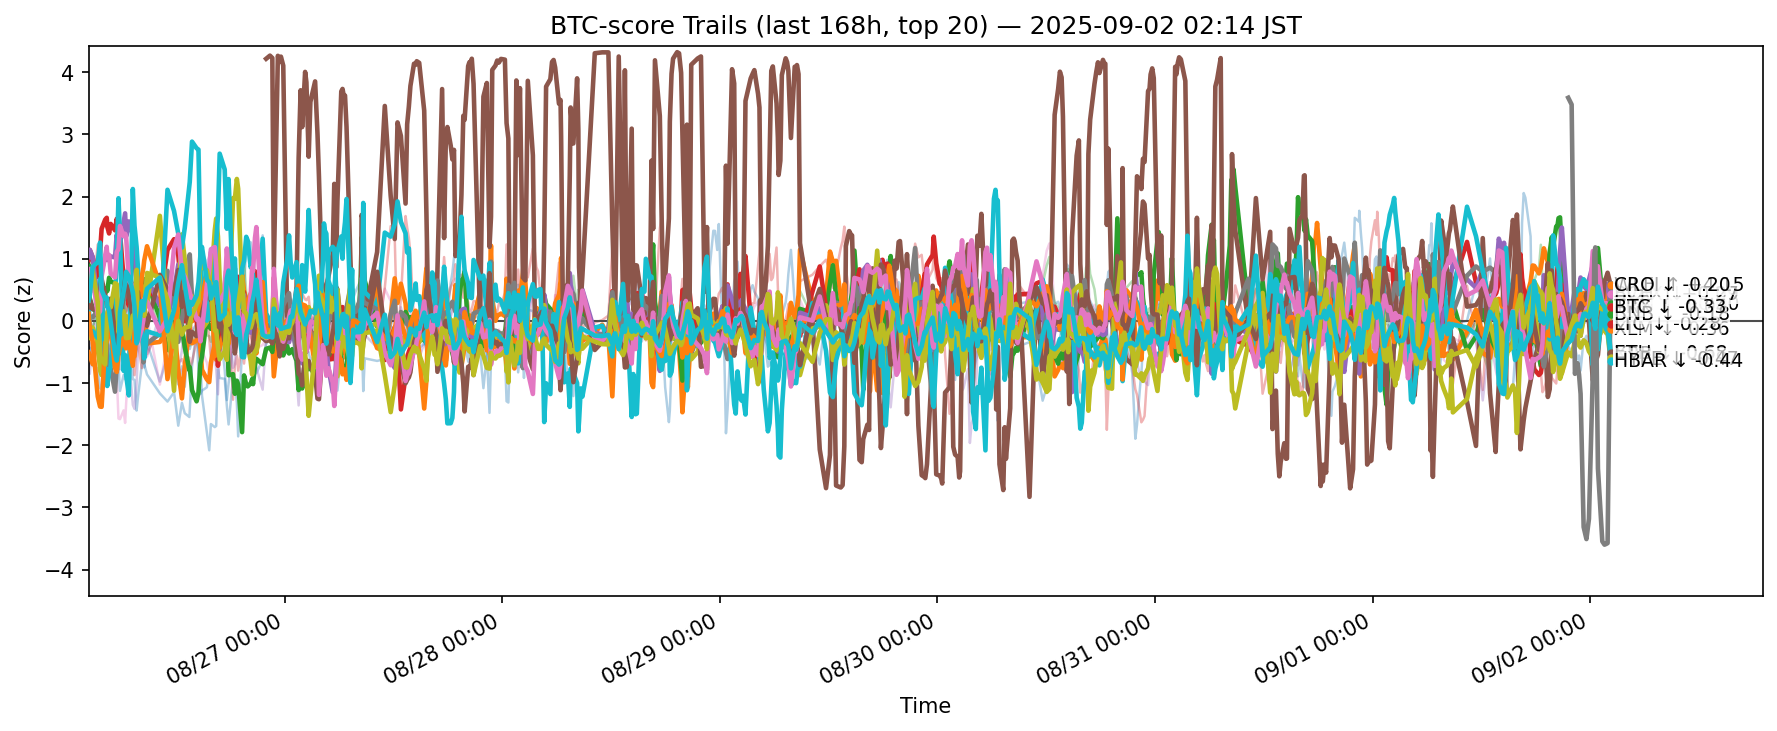 BTC-score Trails (last 168h, top 20) — 2025-09-02 02:14 JST
Score (z)
4
3
2
1
0
−1
−2
−3
−4
CRO
BTC ↓ -0.33
HBAR ↓ -0.44
08/27 00:00
08/28 00:00
08/29 00:00
08/30 00:00
08/31 00:00
09/01 00:00
09/02 00:00
Time